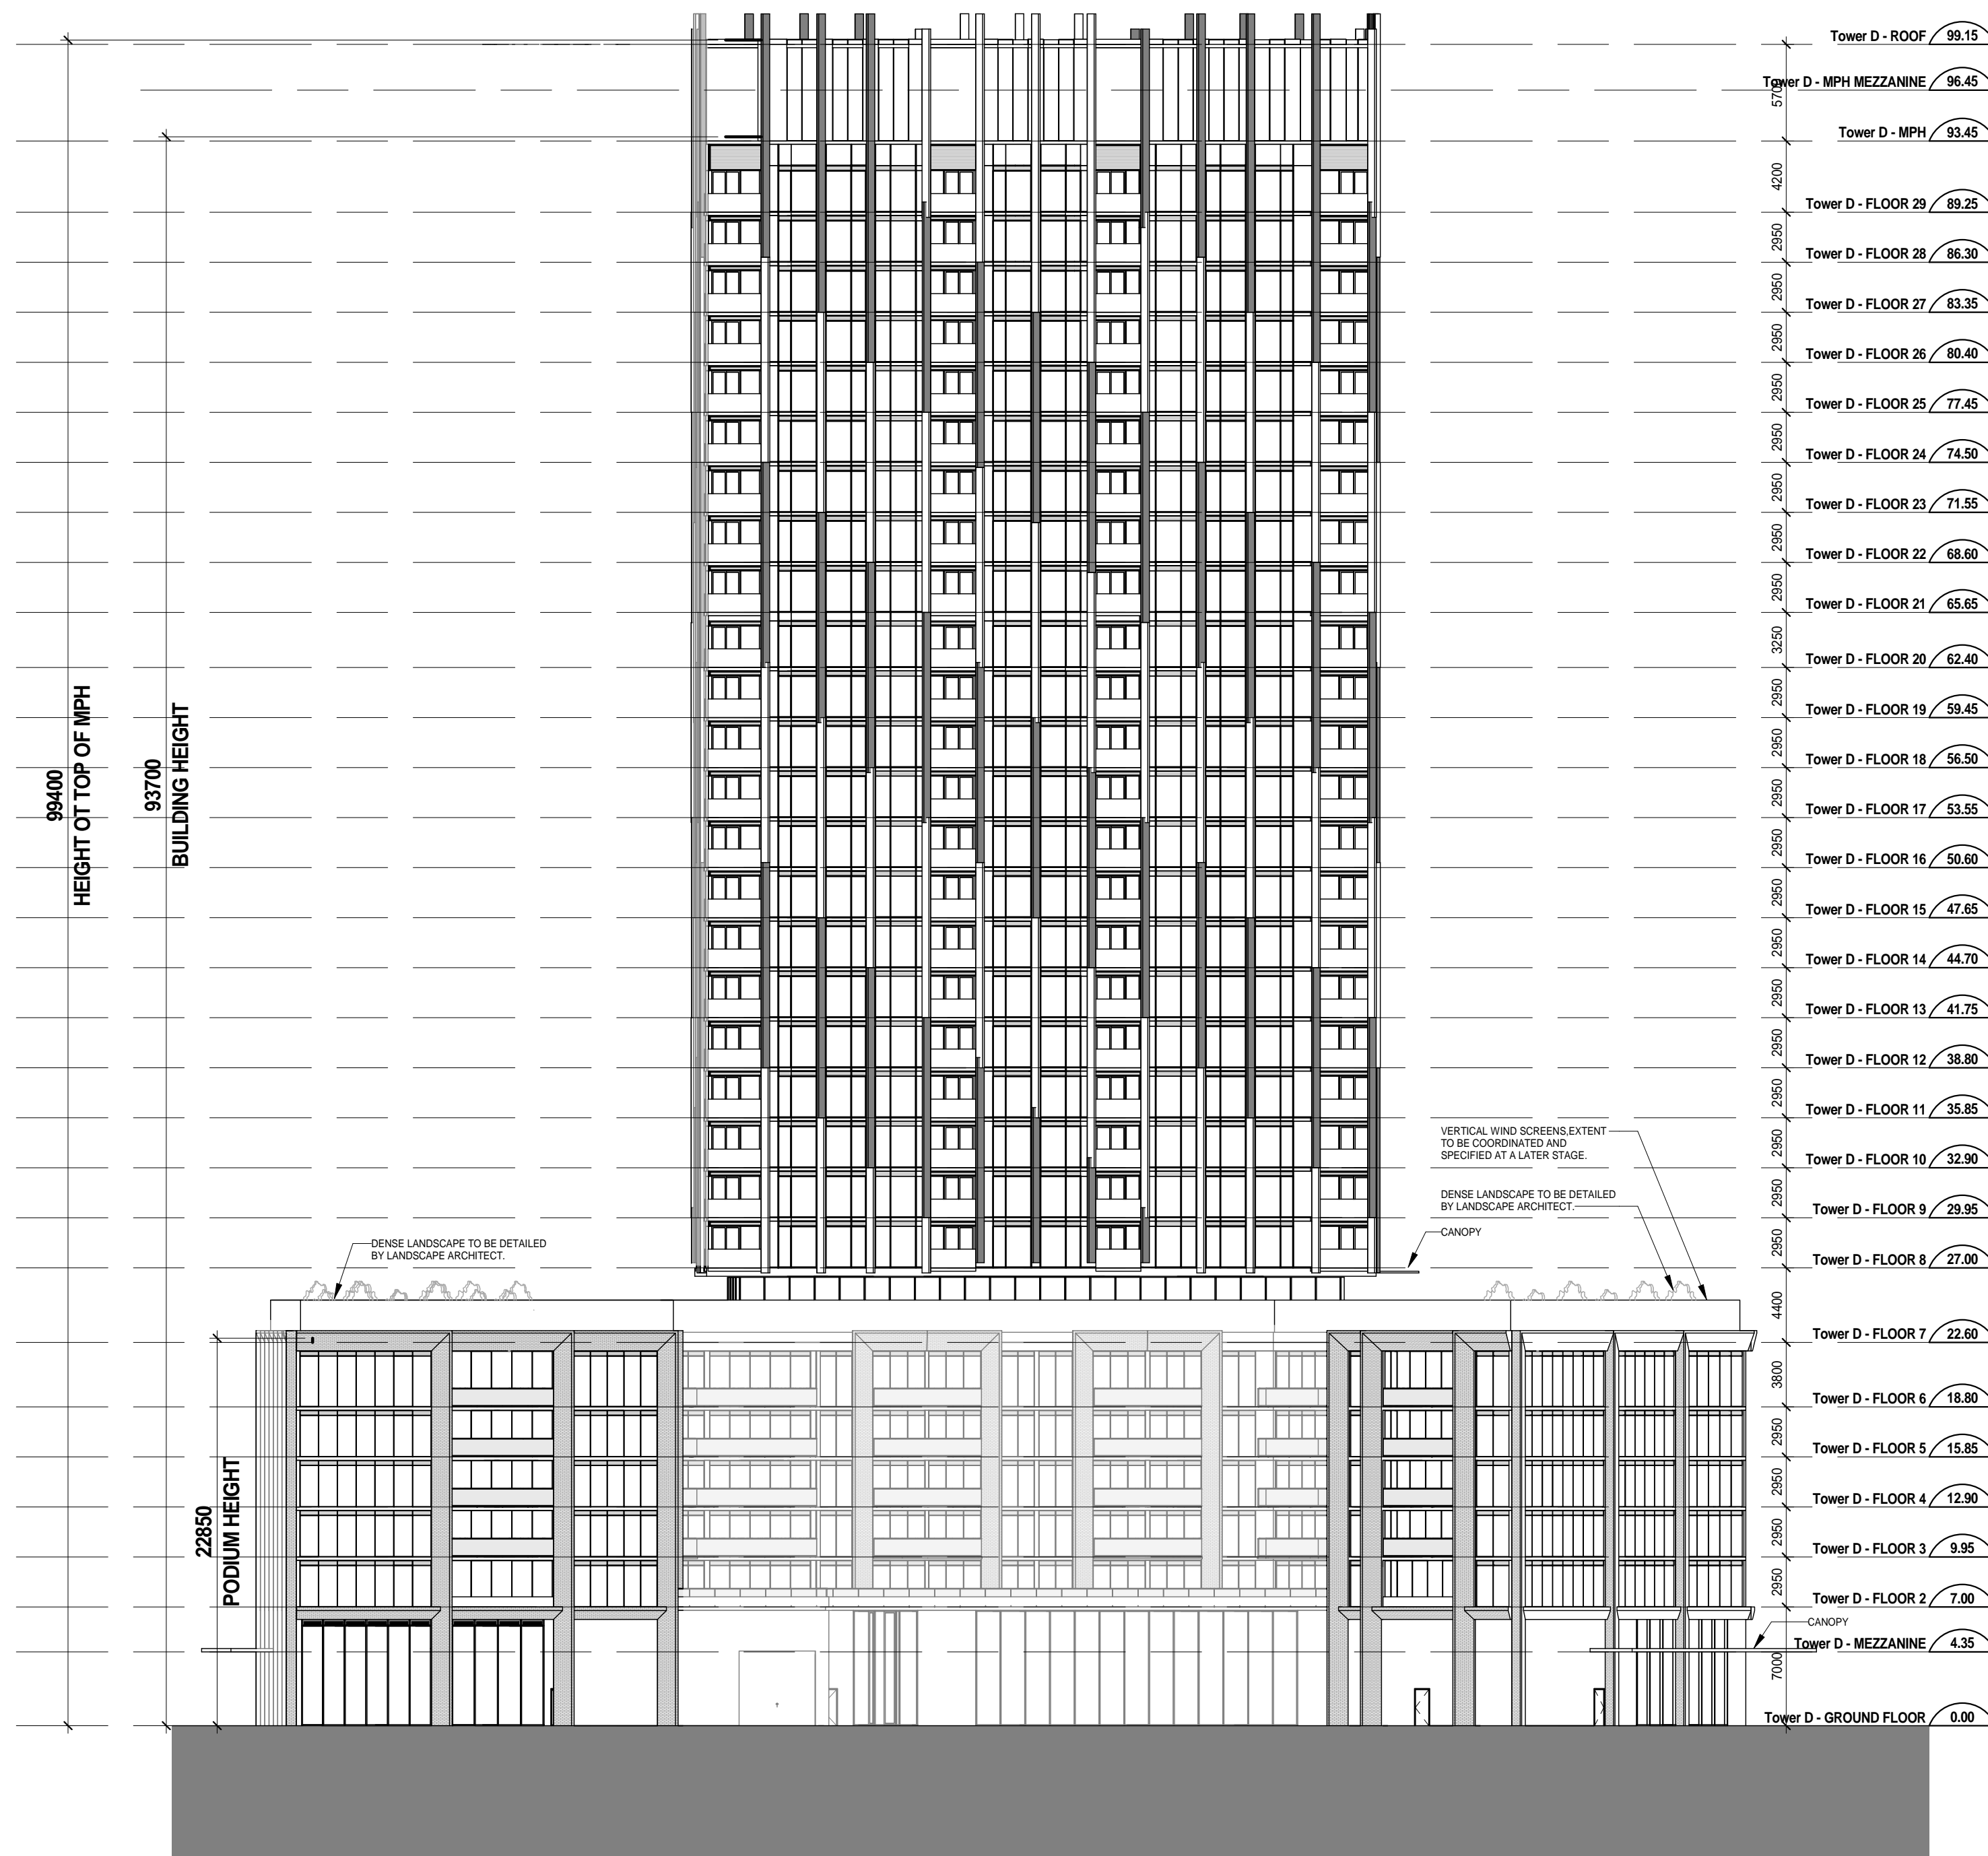 Tower D - ROOF 99.15
Tower D - MPH MEZZANINE 96.45
5700
Tower D - MPH 93.45
4200
Tower D - FLOOR 29 89.25
2950
Tower D - FLOOR 28 86.30
2950
Tower D - FLOOR 27 83.35
2950
Tower D - FLOOR 26 80.40
2950
Tower D - FLOOR 25 77.45
2950
Tower D - FLOOR 24 74.50
2950
Tower D - FLOOR 23 71.55
2950
Tower D - FLOOR 22 68.60
2950
Tower D - FLOOR 21 65.65
3250
Tower D - FLOOR 20 62.40
2950
Tower D - FLOOR 19 59.45
2950
Tower D - FLOOR 18 56.50
2950
Tower D - FLOOR 17 53.55
2950
Tower D - FLOOR 16 50.60
2950
Tower D - FLOOR 15 47.65
2950
Tower D - FLOOR 14 44.70
2950
Tower D - FLOOR 13 41.75
2950
Tower D - FLOOR 12 38.80
2950
Tower D - FLOOR 11 35.85
2950
Tower D - FLOOR 10 32.90
2950
Tower D - FLOOR 9 29.95
2950
Tower D - FLOOR 8 27.00
4400
Tower D - FLOOR 7 22.60
3800
Tower D - FLOOR 6 18.80
2950
Tower D - FLOOR 5 15.85
2950
Tower D - FLOOR 4 12.90
2950
Tower D - FLOOR 3 9.95
2950
Tower D - FLOOR 2 7.00
CANOPY
Tower D - MEZZANINE 4.35
7000
Tower D - GROUND FLOOR 0.00
99400
HEIGHT OT TOP OF MPH
93700
BUILDING HEIGHT
22850
PODIUM HEIGHT
DENSE LANDSCAPE TO BE DETAILED
BY LANDSCAPE ARCHITECT.
VERTICAL WIND SCREENS,EXTENT
TO BE COORDINATED AND
SPECIFIED AT A LATER STAGE.
DENSE LANDSCAPE TO BE DETAILED
BY LANDSCAPE ARCHITECT.
CANOPY